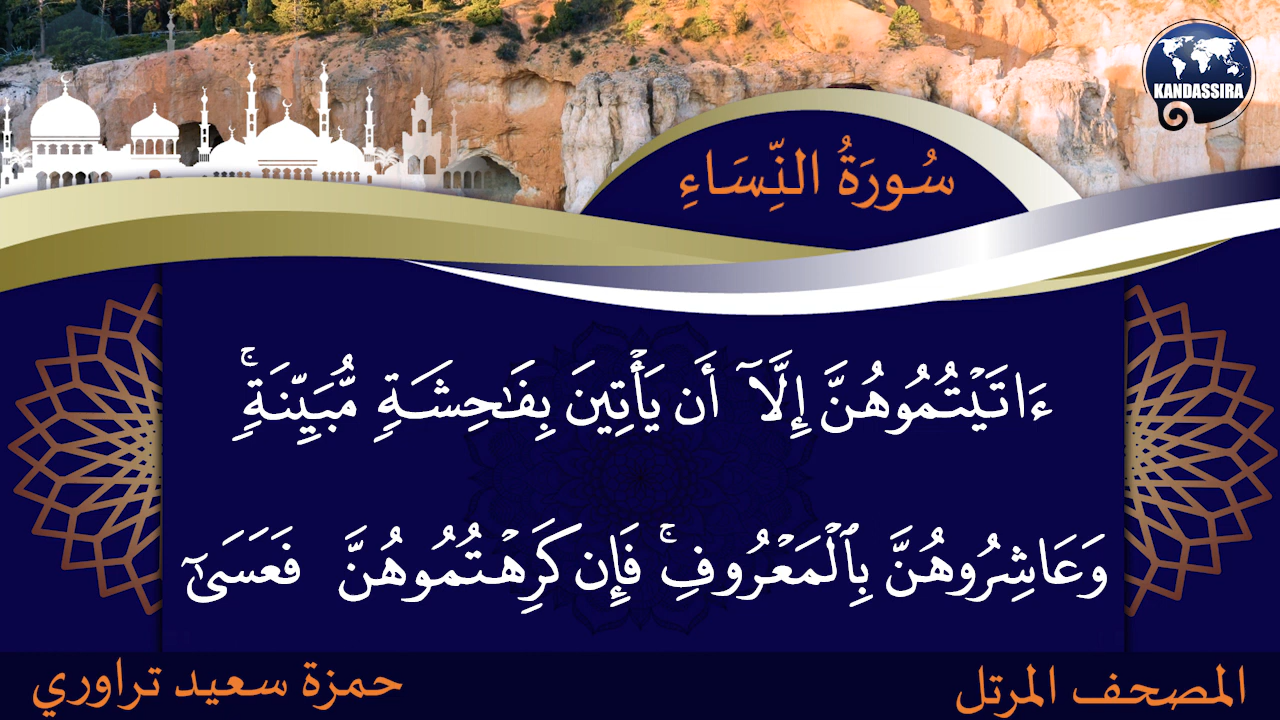 KANDASSIRA
سُورَةُ النِّسَاءِ
ءَاتَيۡتُمُوهُنَّ إِلَّآ أَن يَأۡتِينَ بِفَٰحِشَةٖ مُّبَيِّنَةٖۚ
وَعَاشِرُوهُنَّ بِٱلۡمَعۡرُوفِۚ فَإِن كَرِهۡتُمُوهُنَّ فَعَسَىٰٓ
المصحف المرتل
حمزة سعيد تراوري